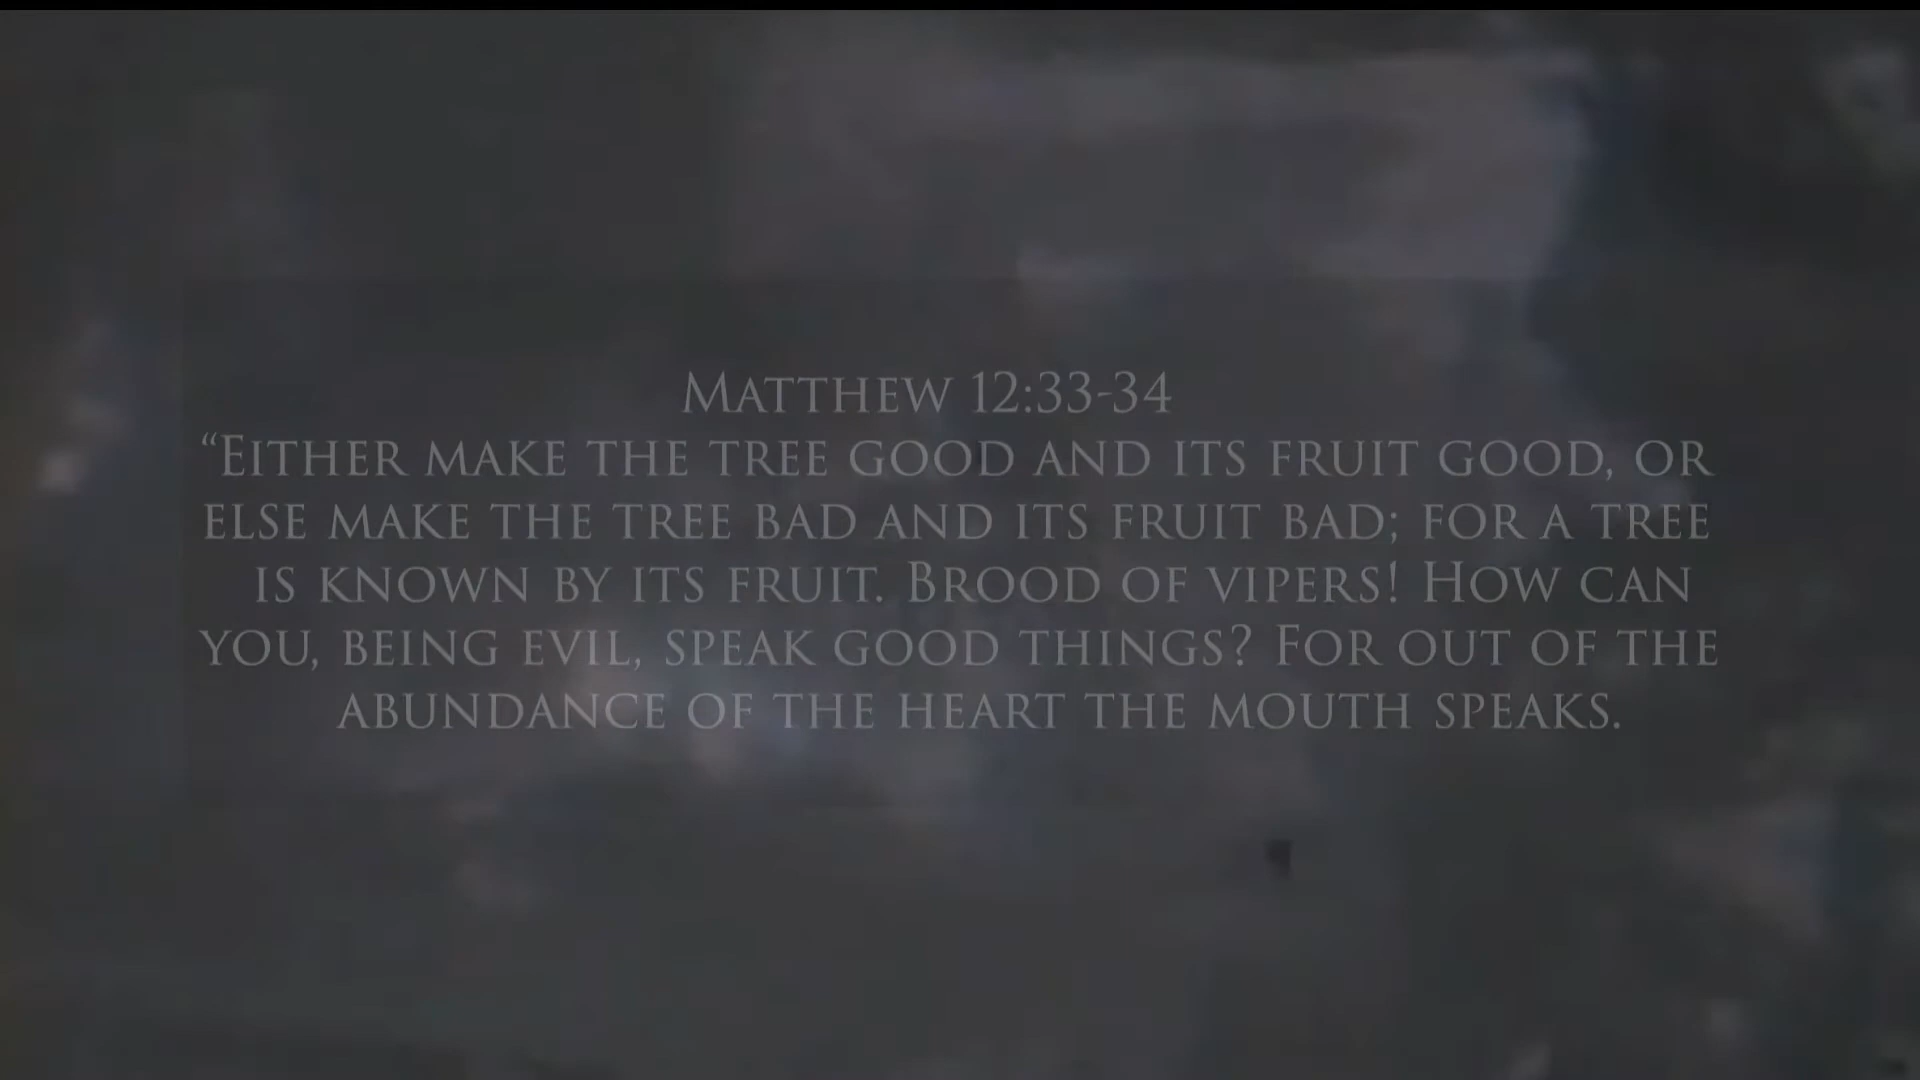 Matthew 12:33-34
“Either make the tree good and its fruit good, or
else make the tree bad and its fruit bad; for a tree
is known by its fruit. Brood of vipers! How can
you, being evil, speak good things? For out of the
abundance of the heart the mouth speaks.